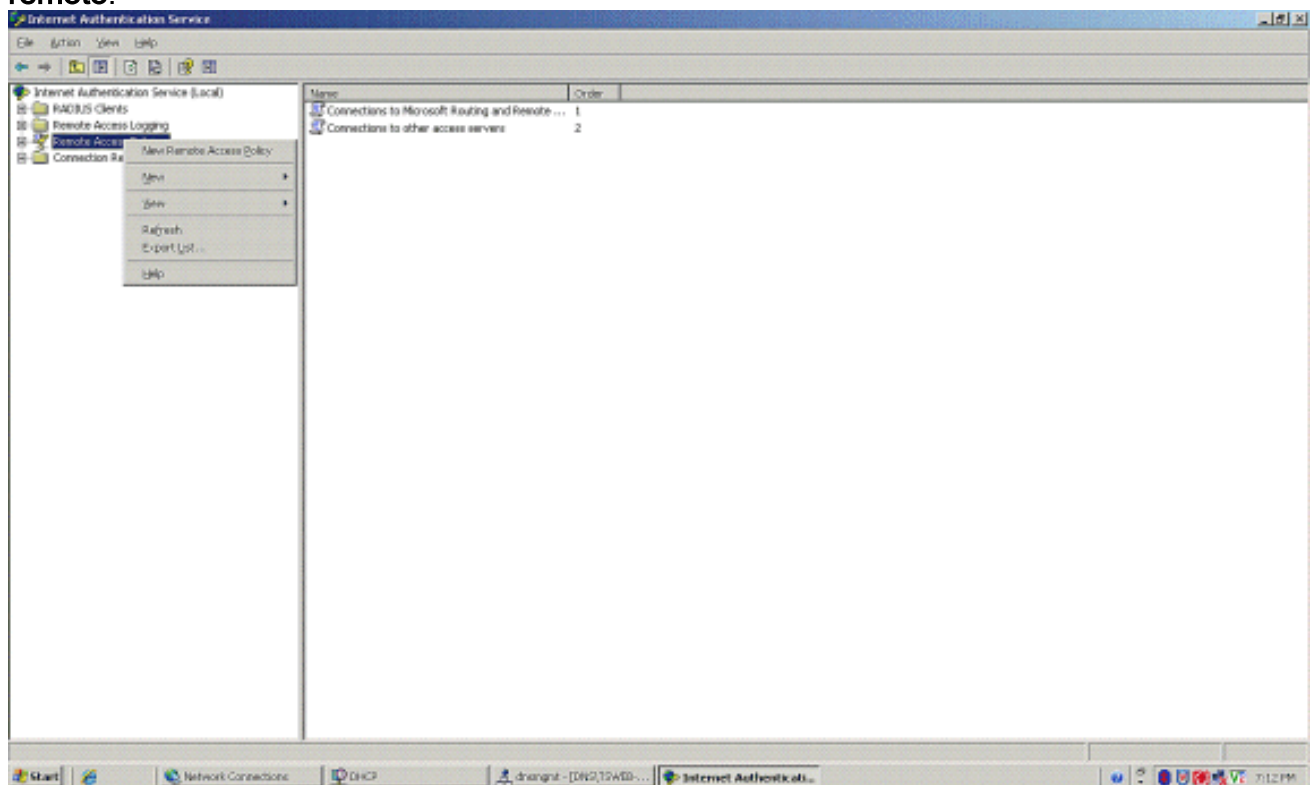 remoto.
Internet Authentication Service
File Action View Help
Internet Authentication Service (Local)
RADIUS Clients
Remote Access Logging
Remote Access
Connection Re
New Remote Access Policy
New
View
Refresh
Export List...
Help
Name Order
Connections to Microsoft Routing and Remote ... 1
Connections to other access servers 2
Start Network Connections DHCP Internet Authenticati... 7:12 PM